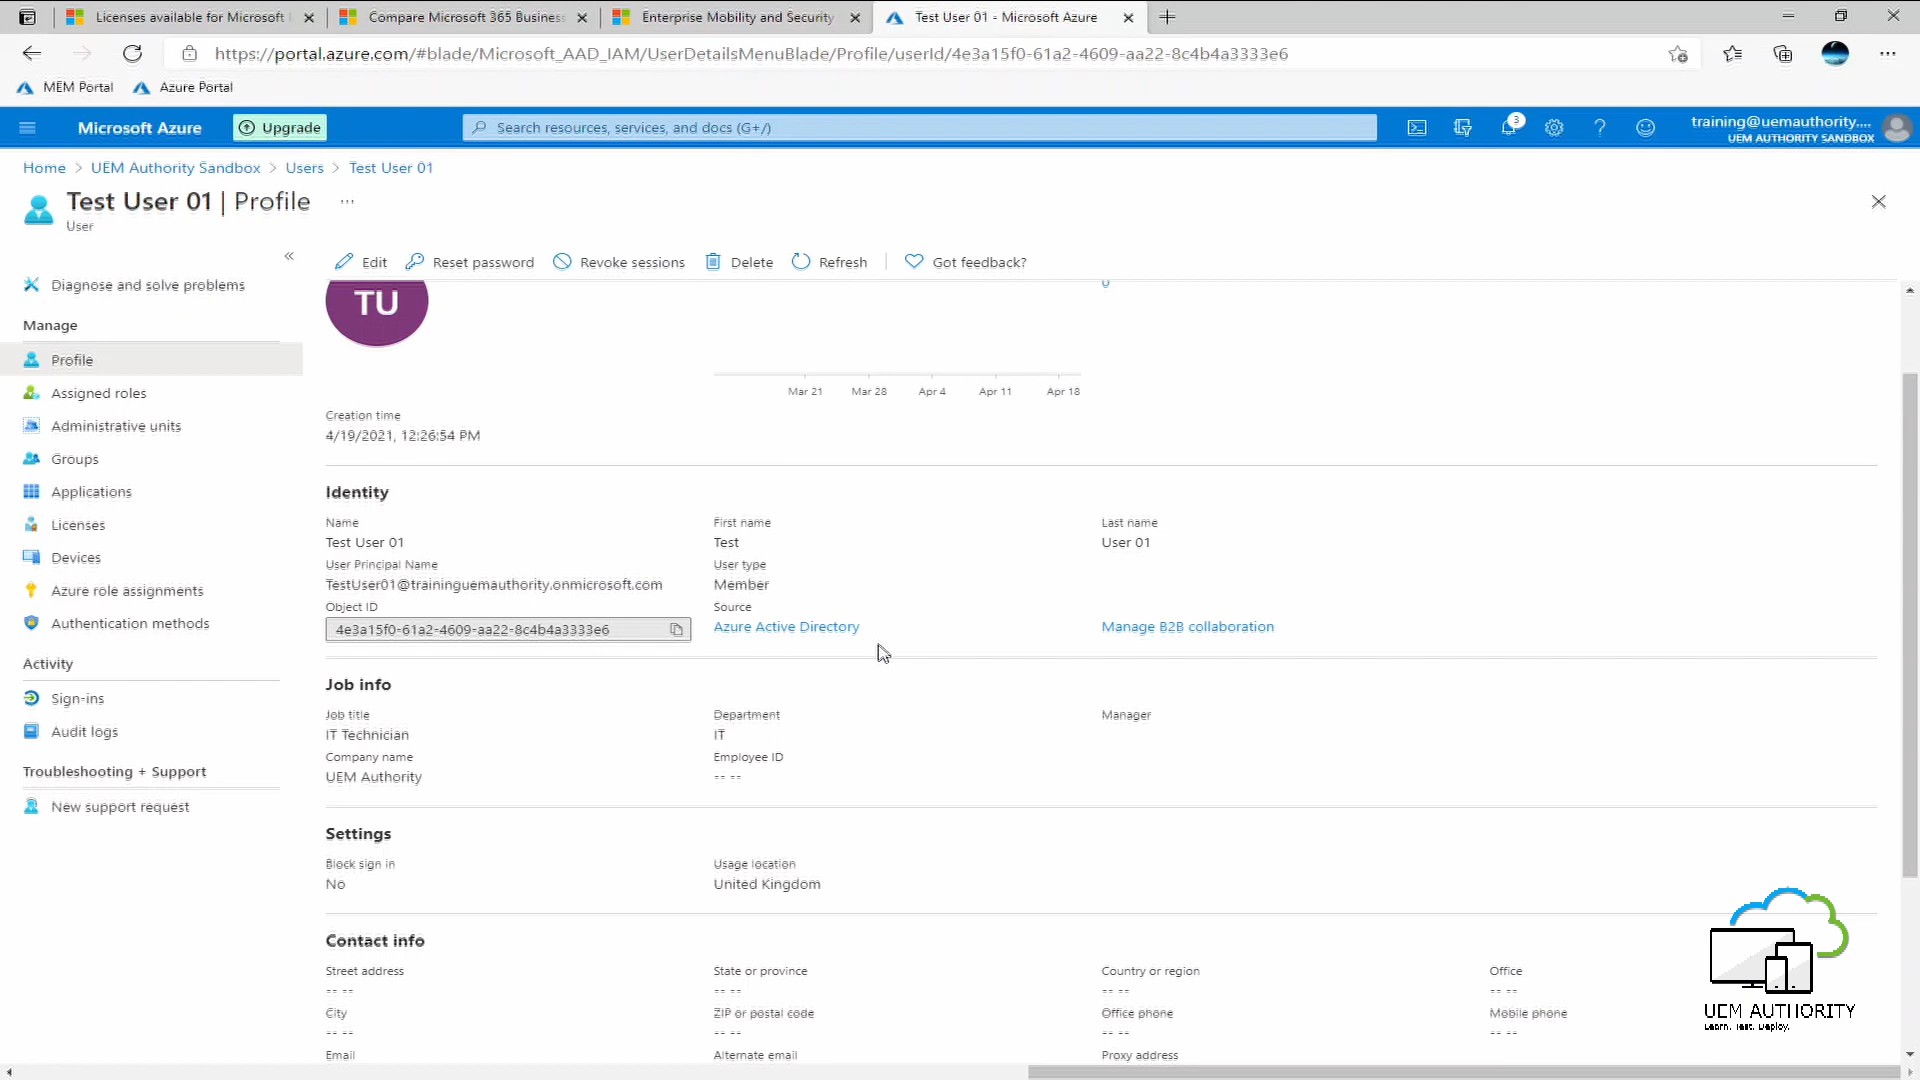 Licenses available for Microsoft
Compare Microsoft 365 Business
Enterprise Mobility and Security
Test User 01 - Microsoft Azure
https://portal.azure.com/#blade/Microsoft_AAD_IAM/UserDetailsMenuBlade/Profile/userId/4e3a15f0-61a2-4609-aa22-8c4b4a3333e6
MEM Portal
Azure Portal
Microsoft Azure
Upgrade
Search resources, services, and docs (G+/)
3
training@uemauthority....
UEM AUTHORITY SANDBOX
Home > UEM Authority Sandbox > Users > Test User 01
Test User 01 | Profile ...
User
«
Edit
Reset password
Revoke sessions
Delete
Refresh
Got feedback?
Diagnose and solve problems
Manage
Profile
Assigned roles
Administrative units
Groups
Applications
Licenses
Devices
Azure role assignments
Authentication methods
Activity
Sign-ins
Audit logs
Troubleshooting + Support
New support request
TU
0
Mar 21
Mar 28
Apr 4
Apr 11
Apr 18
Creation time
4/19/2021, 12:26:54 PM
Identity
Name
Test User 01
First name
Test
Last name
User 01
User Principal Name
TestUser01@traininguemauthority.onmicrosoft.com
User type
Member
Object ID
4e3a15f0-61a2-4609-aa22-8c4b4a3333e6
Source
Azure Active Directory
Manage B2B collaboration
Job info
Job title
IT Technician
Department
IT
Manager
Company name
UEM Authority
Employee ID
-- --
Settings
Block sign in
No
Usage location
United Kingdom
Contact info
Street address
-- --
State or province
-- --
Country or region
-- --
Office
-- --
City
-- --
ZIP or postal code
-- --
Office phone
-- --
Mobile phone
-- --
Email
Alternate email
Proxy address
UEM AUTHORITY
Learn. Test. Deploy.